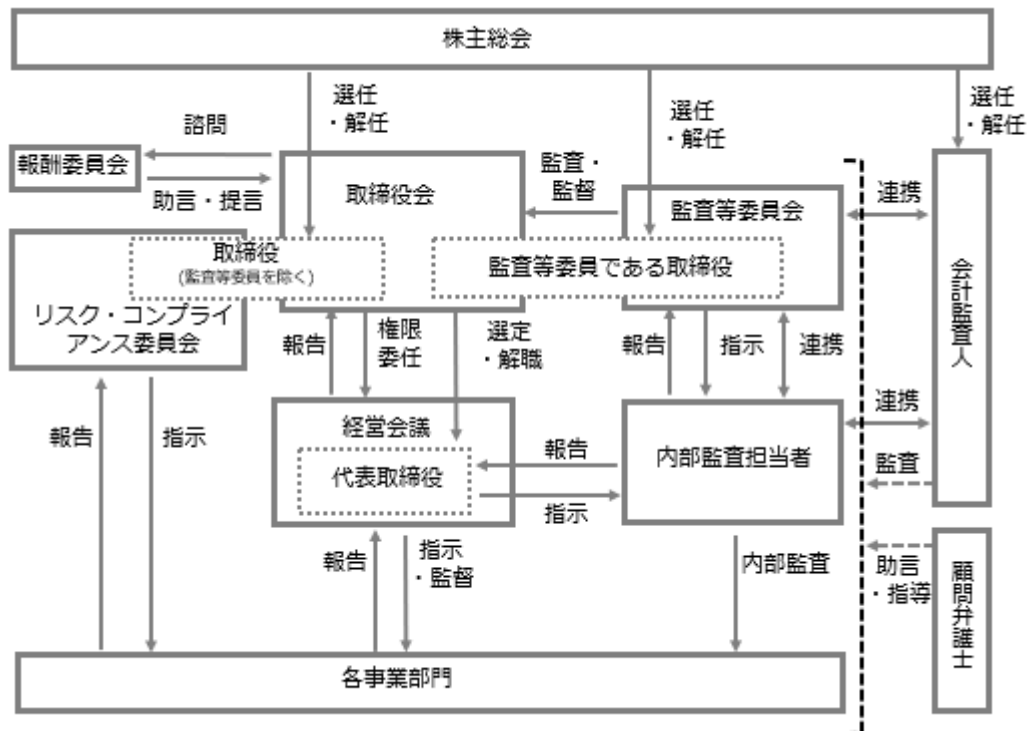 株主総会
選任
・解任
選任
・解任
選任
・解任
諮問
報酬委員会
助言・提言
取締役会
監査・
監督
監査等委員会
連携
会計監査人
取締役
(監査等委員を除く)
監査等委員である取締役
リスク・コンプライ
アンス委員会
報告
権限
委任
選定
・解職
報告
指示
連携
報告
指示
経営会議
代表取締役
報告
指示
内部監査担当者
連携
監査
報告
指示
・監督
内部監査
助言
・指導
顧問弁護士
各事業部門